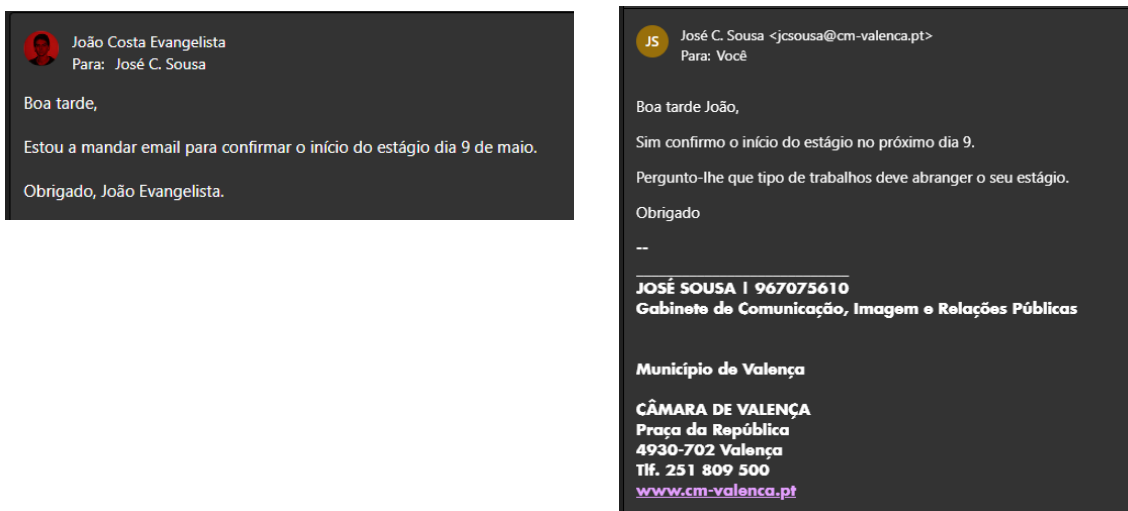 João Costa Evangelista
Para: José C. Sousa
Boa tarde,
Estou a mandar email para confirmar o início do estágio dia 9 de maio.
Obrigado, João Evangelista.
JS
José C. Sousa <jcsousa@cm-valenca.pt>
Para: Você
Boa tarde João,
Sim confirmo o início do estágio no próximo dia 9.
Pergunto-lhe que tipo de trabalhos deve abranger o seu estágio.
Obrigado
--
JOSÉ SOUSA | 967075610
Gabinete de Comunicação, Imagem e Relações Públicas
Município de Valença
CÂMARA DE VALENÇA
Praça da República
4930-702 Valença
Tlf. 251 809 500
www.cm-valenca.pt